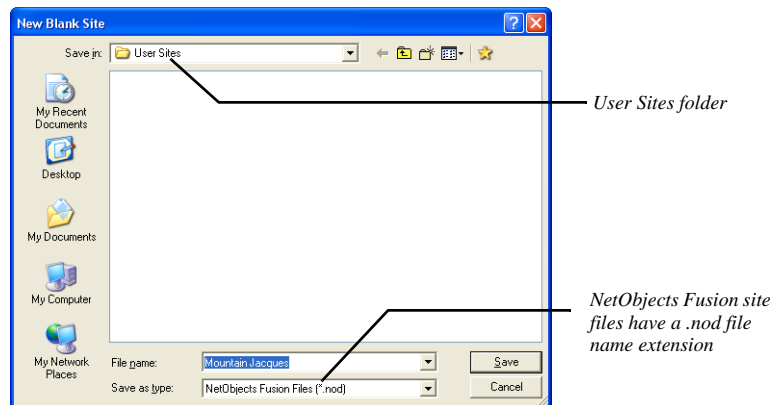 New Blank Site
Save in:
User Sites
My Recent
Documents
Desktop
My Documents
My Computer
My Network
Places
File name:
Mountain Jacques
Save
Save as type:
NetObjects Fusion Files (*.nod)
Cancel
User Sites folder
NetObjects Fusion site
files have a .nod file
name extension